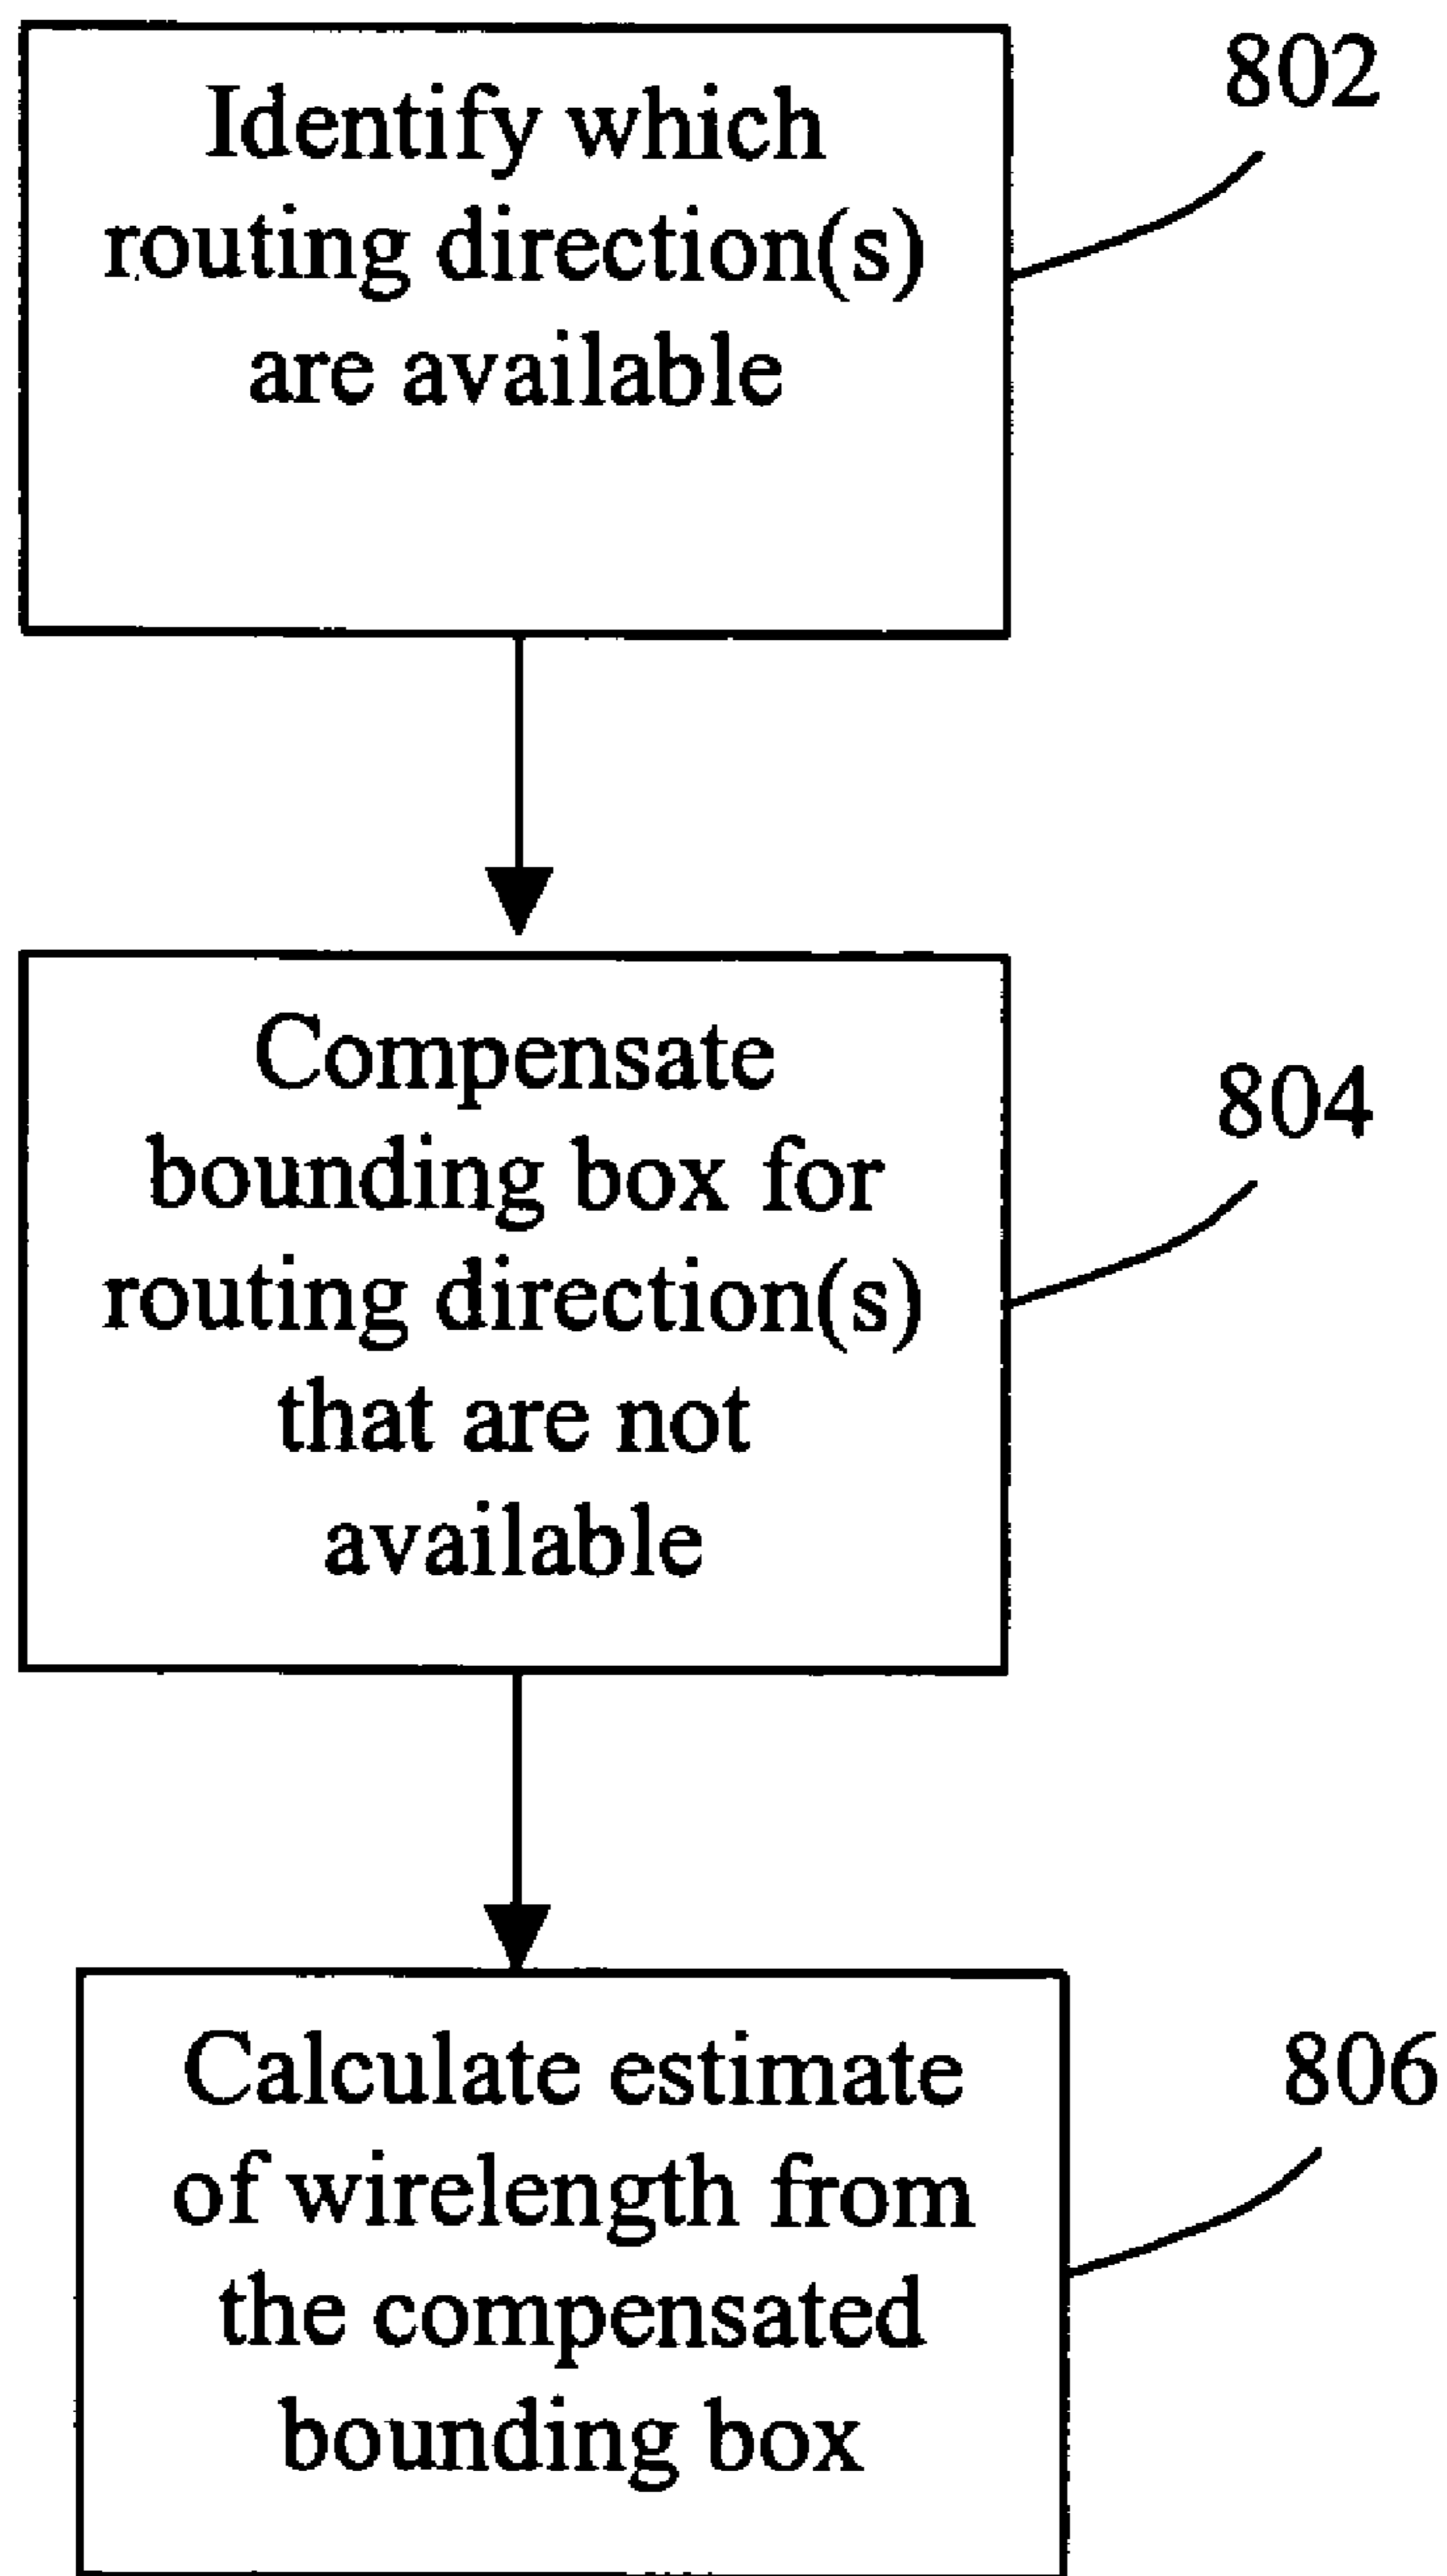 Identify which
routing direction(s)
are available
802
Compensate
bounding box for
routing direction(s)
that are not
available
804
Calculate estimate
of wirelength from
the compensated
bounding box
806